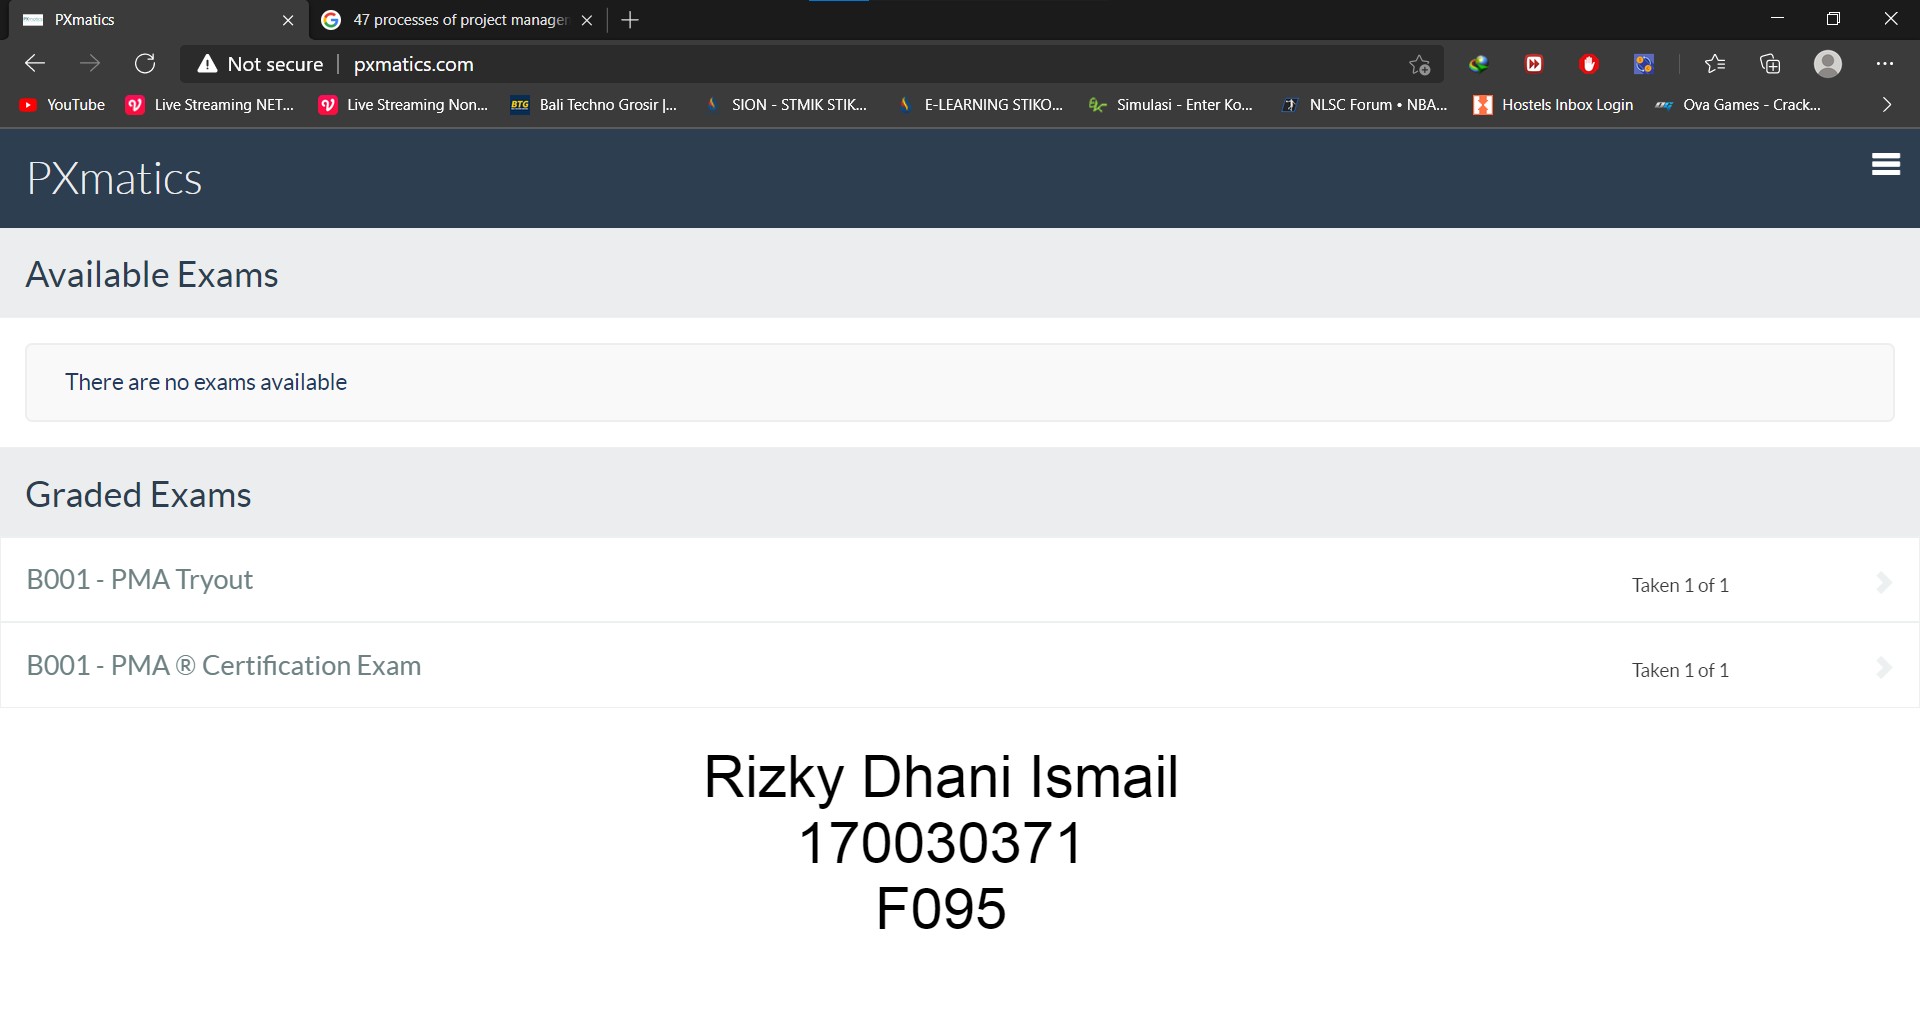 PXmatics
47 processes of project manager
Not secure | pxmatics.com
YouTube
Live Streaming NET...
Live Streaming Non...
BTG
Bali Techno Grosir |...
SION - STMIK STIK...
E-LEARNING STIKO...
Simulasi - Enter Ko...
NLSC Forum • NBA...
Hostels Inbox Login
Ova Games - Crack...
PXmatics
Available Exams
There are no exams available
Graded Exams
B001 - PMA Tryout
Taken 1 of 1
B001 - PMA ® Certification Exam
Taken 1 of 1
Rizky Dhani Ismail
170030371
F095